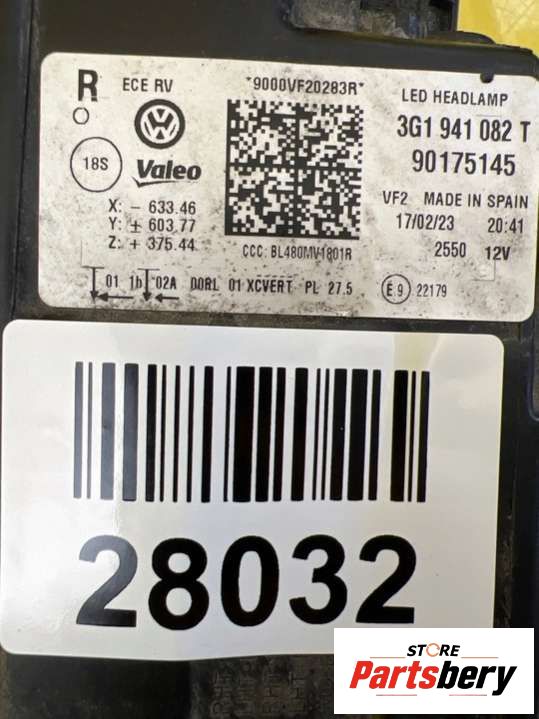 R ECE RV *9000VF20283R* LED HEADLAMP
3G1 941 082 T
90175145
18S Valeo
VF2 MADE IN SPAIN
X: - 633.46
17/02/23 20:41
Y: ± 603.77
Z: + 375.44
CCC: BL480MV1801R 2550 12V
01 1b 02A 00RL 01 XCVERT PL 27.5 E 9 22179
28032
STORE
Partsbery